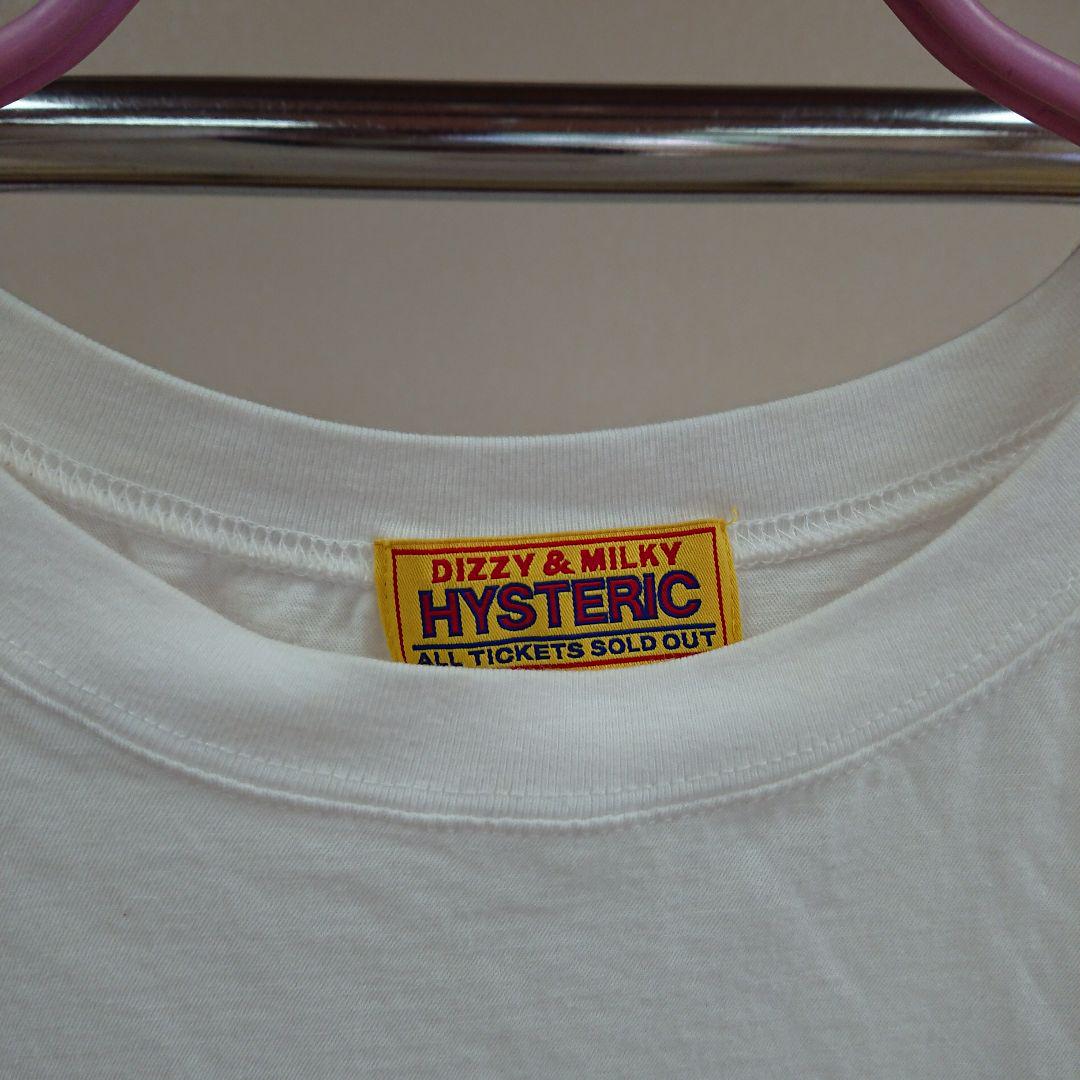 DIZZY & MILKY
HYSTERIC
ALL TICKETS SOLD OUT